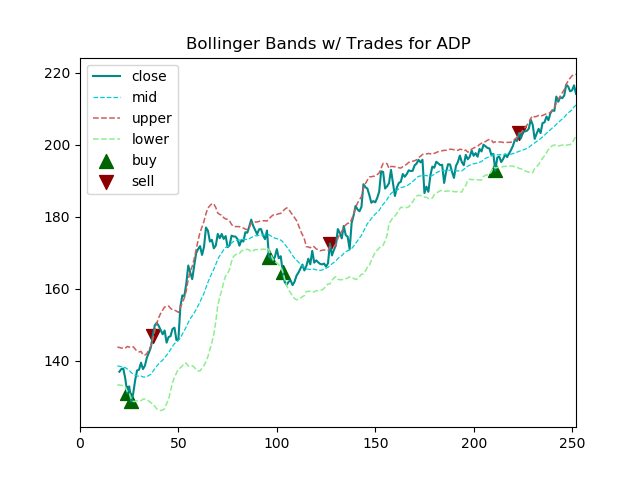 Bollinger Bands w/ Trades for ADP
220
200
180
160
140
0 50 100 150 200 250
close
mid
upper
lower
buy
sell